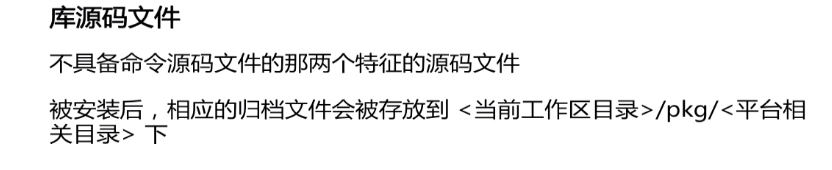 库源码文件
不具备命令源码文件的那两个特征的源码文件
被安装后，相应的归档文件会被存放到 <当前工作区目录>/pkg/<平台相
关目录> 下